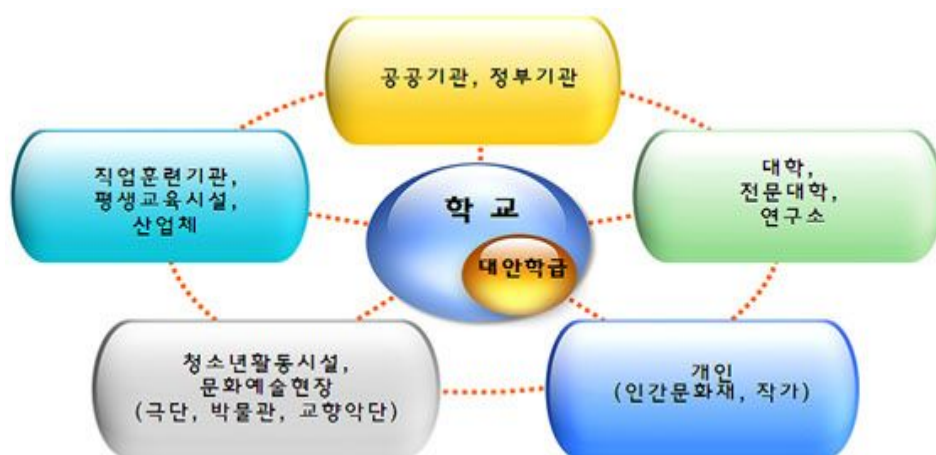 공공기관, 정부기관
직업훈련기관,
평생교육시설,
산업체
대학,
전문대학,
연구소
학 교
대안학급
청소년활동시설,
문화예술현장
(극단, 박물관, 교향악단)
개인
(인간문화재, 작가)